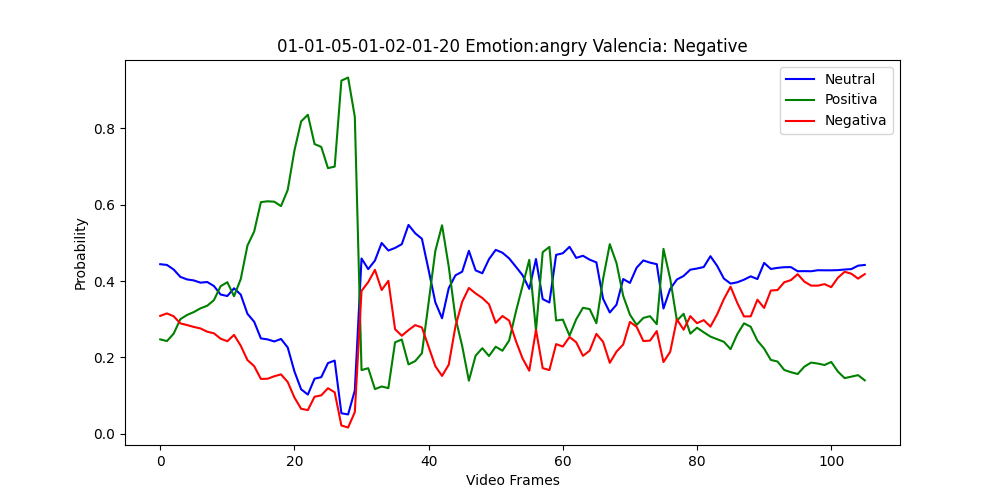 01-01-05-01-02-01-20 Emotion:angry Valencia: Negative
Neutral
Positiva
Negativa
Probability
0.8
0.6
0.4
0.2
0.0
0 20 40 60 80 100
Video Frames